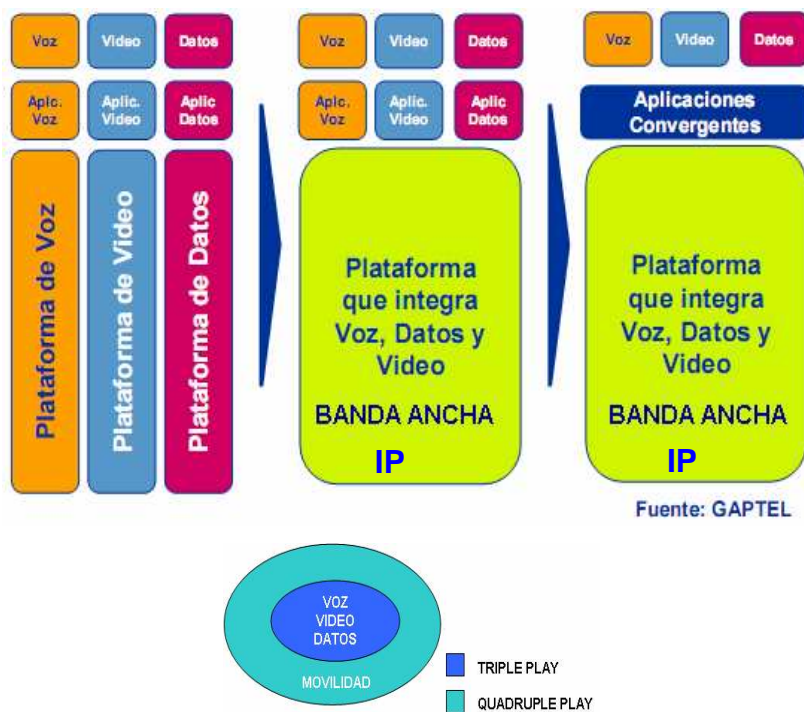 Voz
Video
Datos
Aplc.
Voz
Aplic.
Video
Aplic
Datos
Plataforma de Voz
Plataforma de Video
Plataforma de Datos
Voz
Video
Datos
Aplc.
Voz
Aplic.
Video
Aplic
Datos
Plataforma
que integra
Voz, Datos y
Video
BANDA ANCHA
IP
Voz
Video
Datos
Aplicaciones
Convergentes
Plataforma
que integra
Voz, Datos y
Video
BANDA ANCHA
IP
Fuente: GAPTEL
VOZ
VIDEO
DATOS
MOVILIDAD
TRIPLE PLAY
QUADRUPLE PLAY